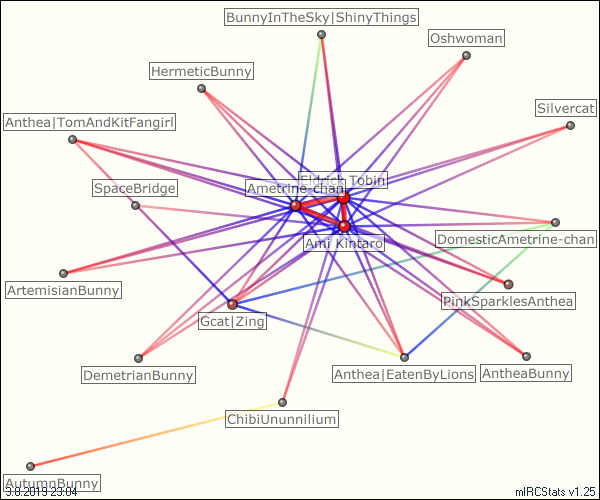 BunnyInTheSky|ShinyThings
Oshwoman
HermeticBunny
Silvercat
Anthea|TomAndKitFangirl
Eldrick Tobin
SpaceBridge
Ametrine-chan
DomesticAmetrine-chan
Ami Kintaro
ArtemisianBunny
PinkSparklesAnthea
Gcat|Zing
DemetrianBunny
Anthea|EatenByLions
AntheaBunny
ChibiUnunnilium
AutumnBunny
3.8.2019 23:04
mIRCStats v1.25